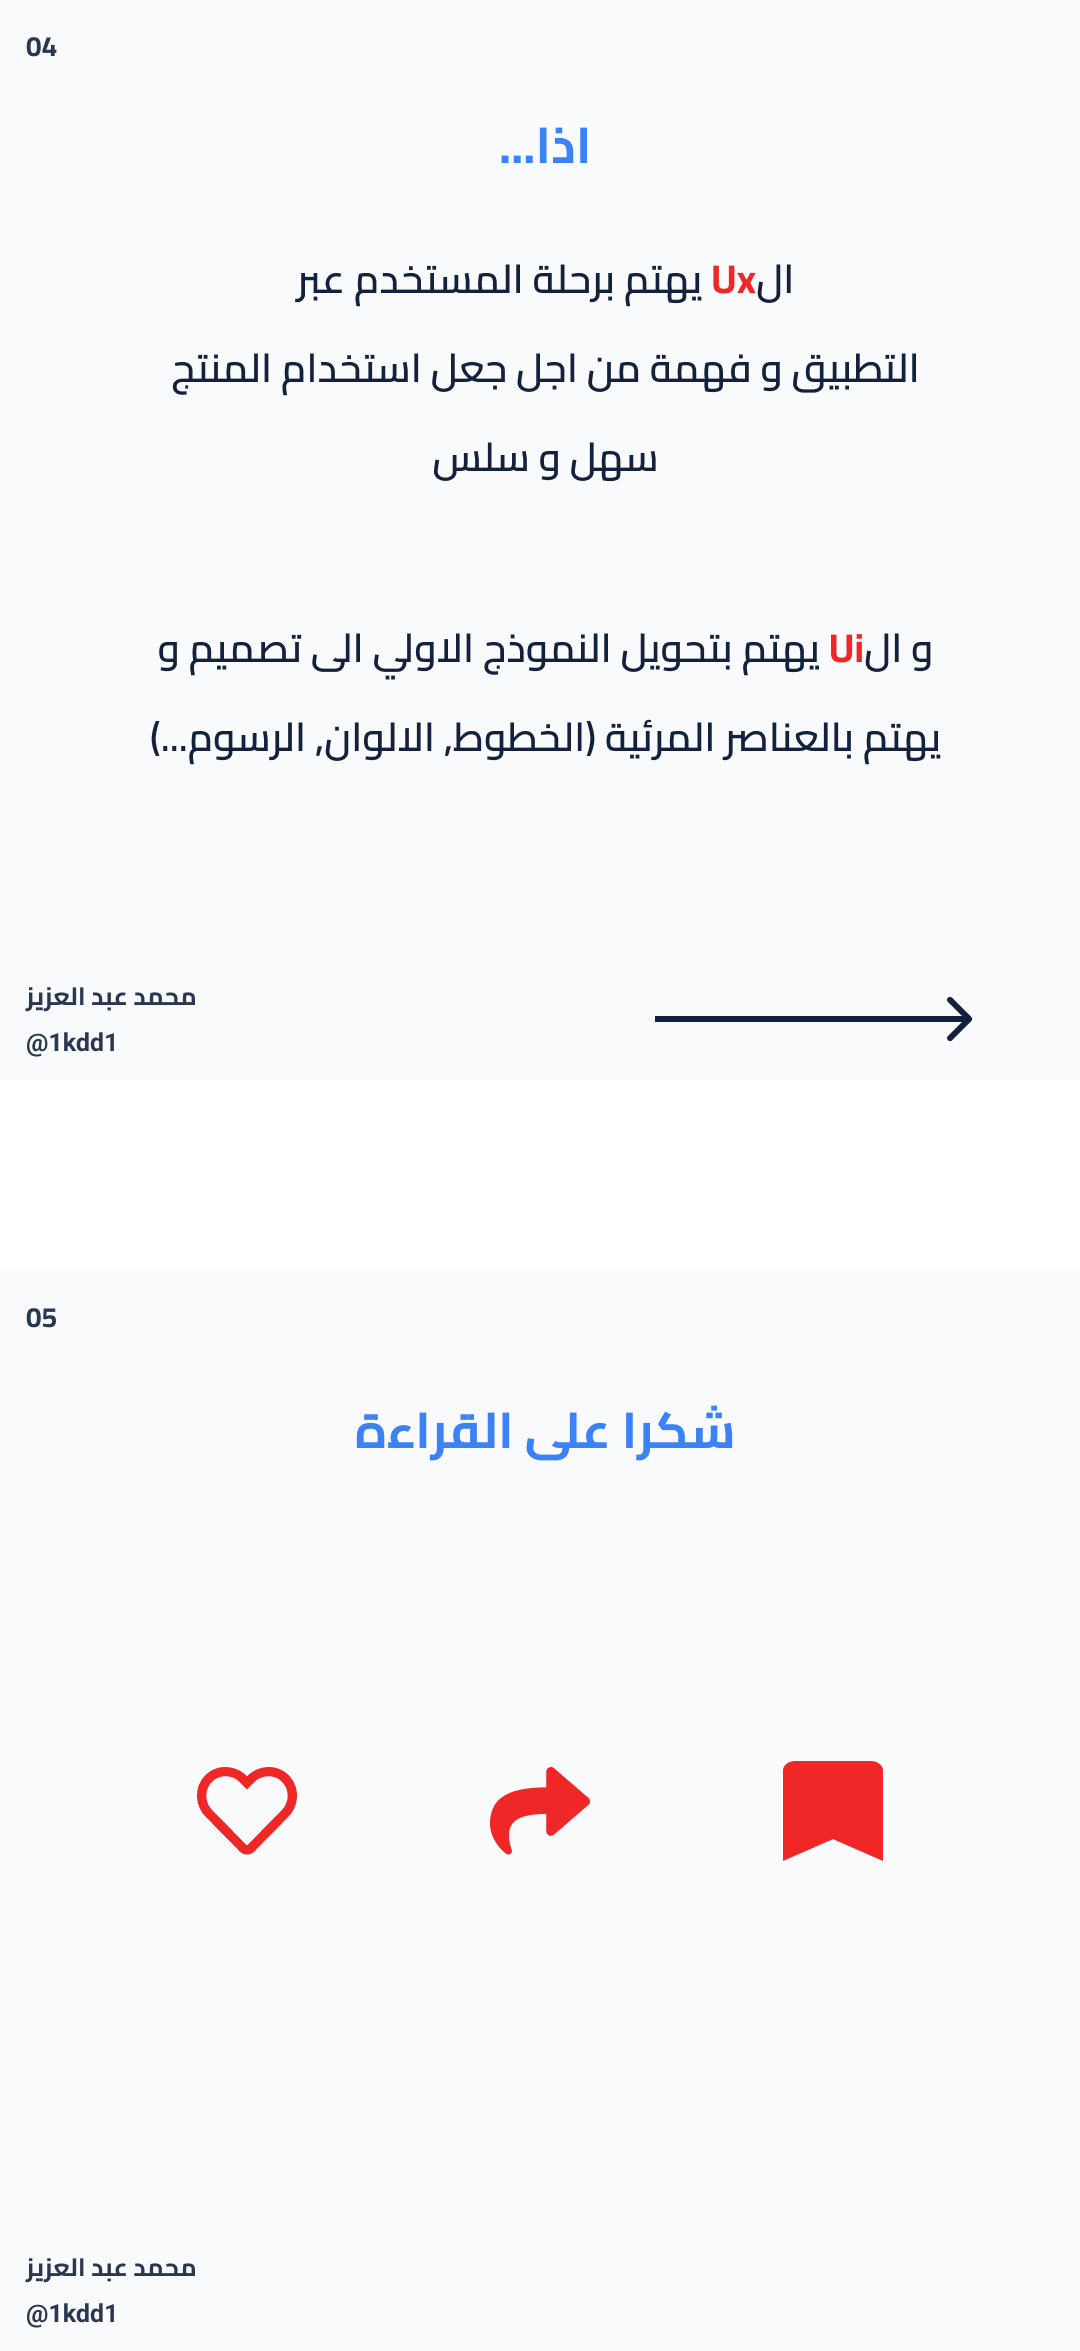 04
اذا...
الUx يهتم برحلة المستخدم عبر
التطبيق و فهمة من اجل جعل استخدام المنتج
سهل و سلس
و الUi يهتم بتحويل النموذج الاولي الى تصميم و
يهتم بالعناصر المرئية (الخطوط, الالوان, الرسوم...)
محمد عبد العزيز
@1kdd1
05
شكرا على القراءة
محمد عبد العزيز
@1kdd1